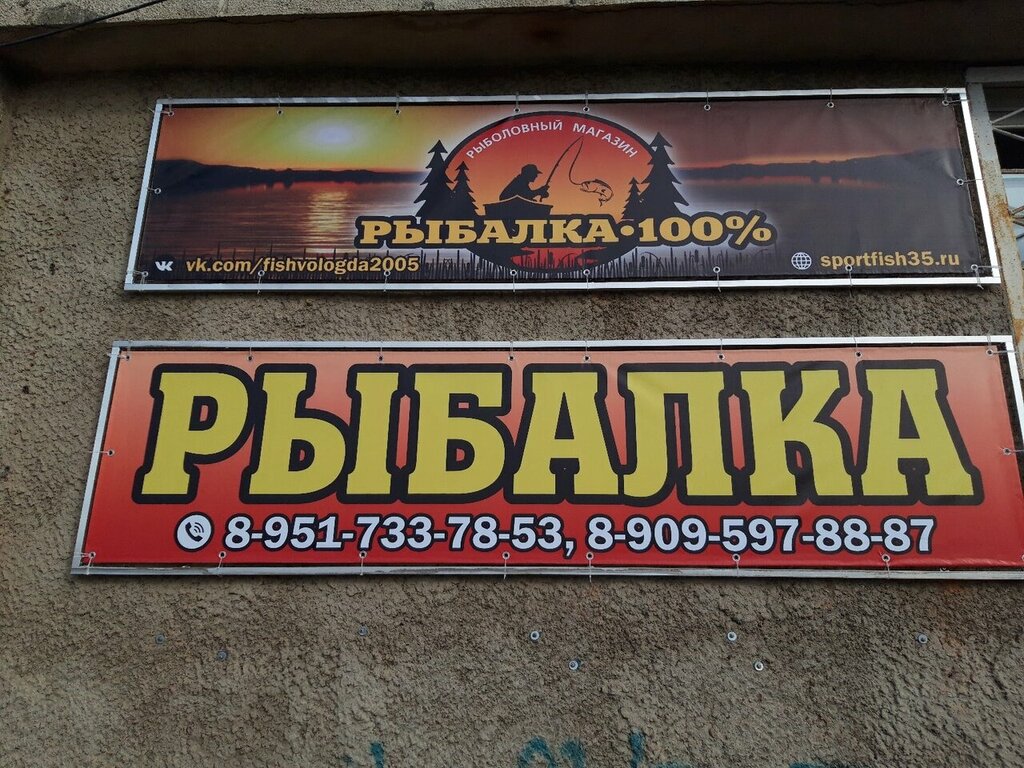 РЫБОЛОВНЫЙ МАГАЗИН
РЫБАЛКА•100%
vk.com/fishvologda2005
sportfish35.ru
РЫБАЛКА
8-951-733-78-53, 8-909-597-88-87